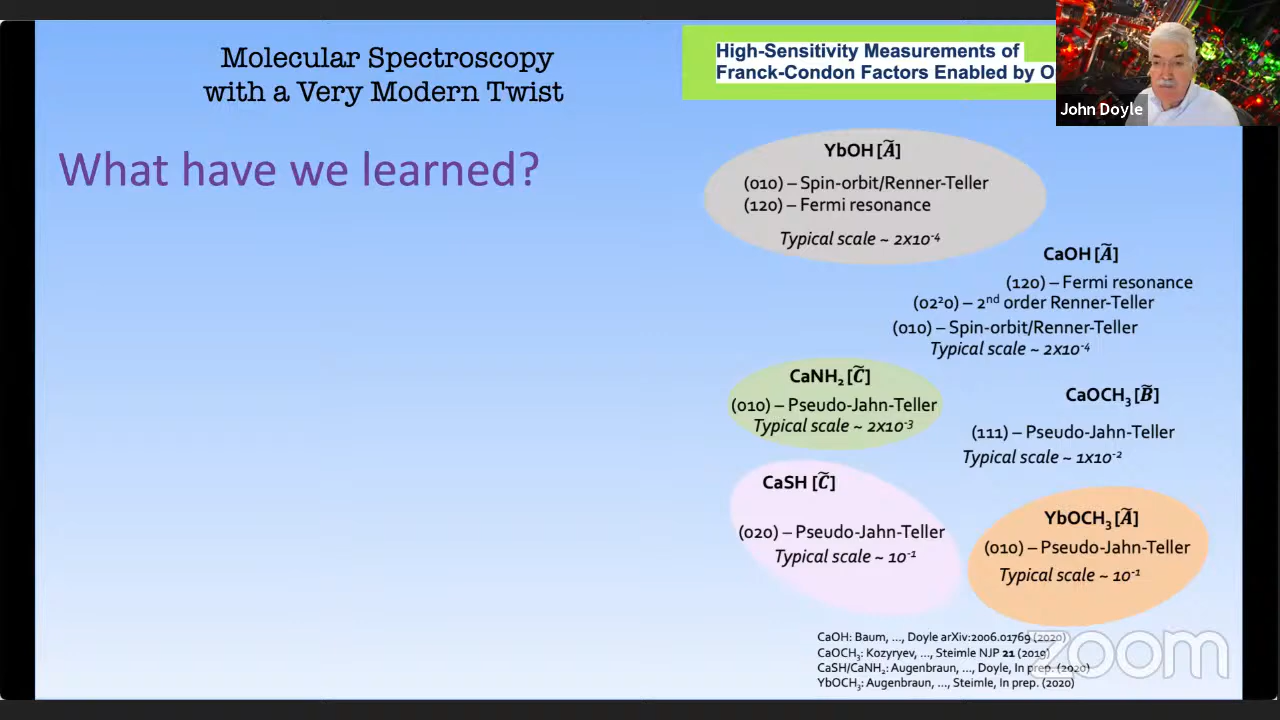 Molecular Spectroscopy
with a Very Modern Twist
What have we learned?
High-Sensitivity Measurements of
Franck-Condon Factors Enabled by O
John Doyle
YbOH [Ã]
(010) – Spin-orbit/Renner-Teller
(120) – Fermi resonance
Typical scale ~ 2x10⁻⁴
CaOH [Ã]
(120) – Fermi resonance
(02²0) – 2ⁿᵈ order Renner-Teller
(010) – Spin-orbit/Renner-Teller
Typical scale ~ 2x10⁻⁴
CaNH₂ [C̃]
(010) – Pseudo-Jahn-Teller
Typical scale ~ 2x10⁻³
CaOCH₃ [B̃]
(111) – Pseudo-Jahn-Teller
Typical scale ~ 1x10⁻²
CaSH [C̃]
(020) – Pseudo-Jahn-Teller
Typical scale ~ 10⁻¹
YbOCH₃ [Ã]
(010) – Pseudo-Jahn-Teller
Typical scale ~ 10⁻¹
CaOH: Baum, ..., Doyle arXiv:2006.01769 (2020)
CaOCH₃: Kozyryev, ..., Steimle NJP 21 (2019)
CaSH/CaNH₂: Augenbraun, ..., Doyle, In prep. (2020)
YbOCH₃: Augenbraun, ..., Steimle, In prep. (2020)
zoom